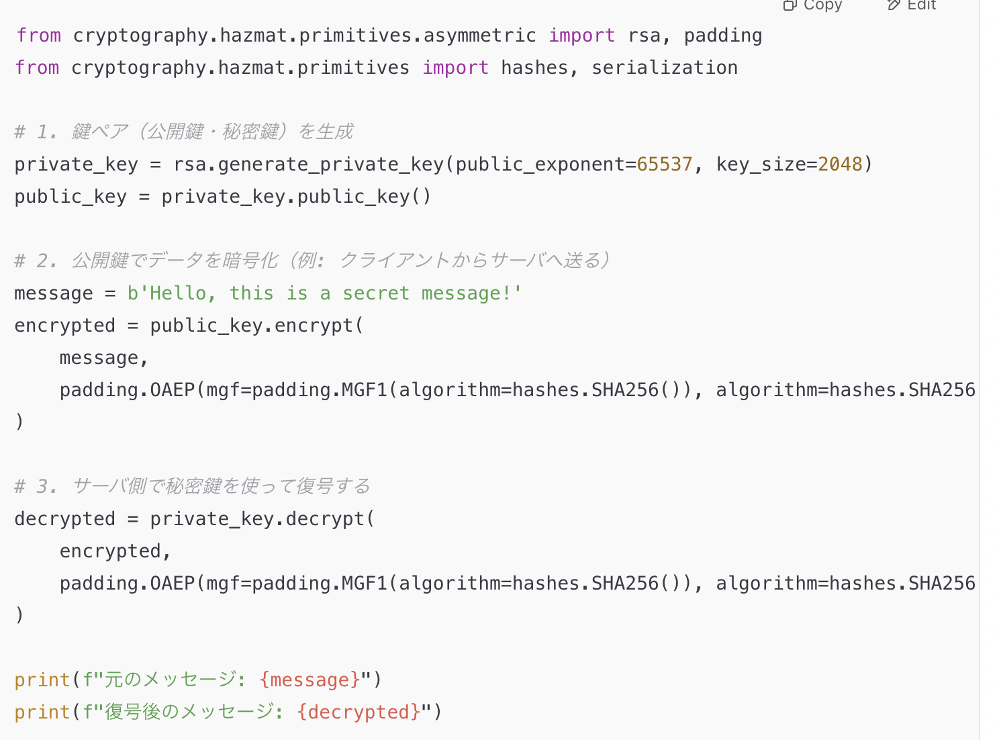 Copy Edit
from cryptography.hazmat.primitives.asymmetric import rsa, padding
from cryptography.hazmat.primitives import hashes, serialization
# 1. 鍵ペア（公開鍵・秘密鍵）を生成
private_key = rsa.generate_private_key(public_exponent=65537, key_size=2048)
public_key = private_key.public_key()
# 2. 公開鍵でデータを暗号化（例: クライアントからサーバへ送る）
message = b'Hello, this is a secret message!'
encrypted = public_key.encrypt(
    message,
    padding.OAEP(mgf=padding.MGF1(algorithm=hashes.SHA256()), algorithm=hashes.SHA256
)
# 3. サーバ側で秘密鍵を使って復号する
decrypted = private_key.decrypt(
    encrypted,
    padding.OAEP(mgf=padding.MGF1(algorithm=hashes.SHA256()), algorithm=hashes.SHA256
)
print(f"元のメッセージ: {message}")
print(f"復号後のメッセージ: {decrypted}")